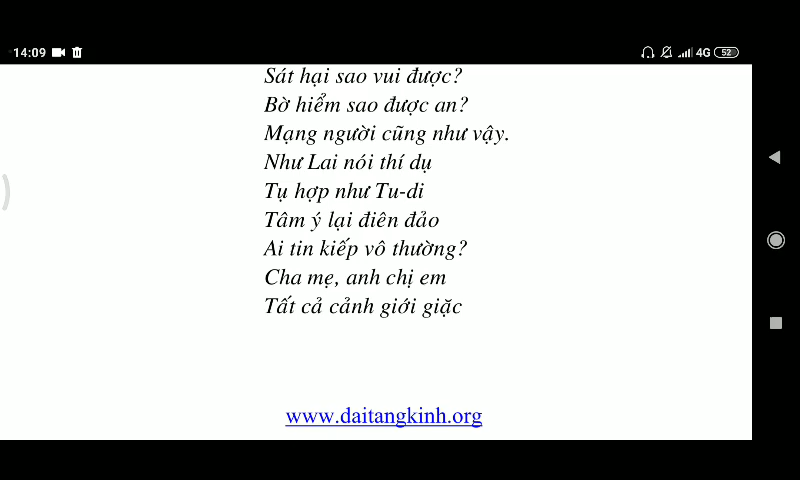 14:09 4G 52
Sát hại sao vui được?
Bờ hiểm sao được an?
Mạng người cũng như vậy.
Như Lai nói thí dụ
Tụ hợp như Tu-di
Tâm ý lại điên đảo
Ai tin kiếp vô thường?
Cha mẹ, anh chị em
Tất cả cảnh giới giặc
www.daitangkinh.org